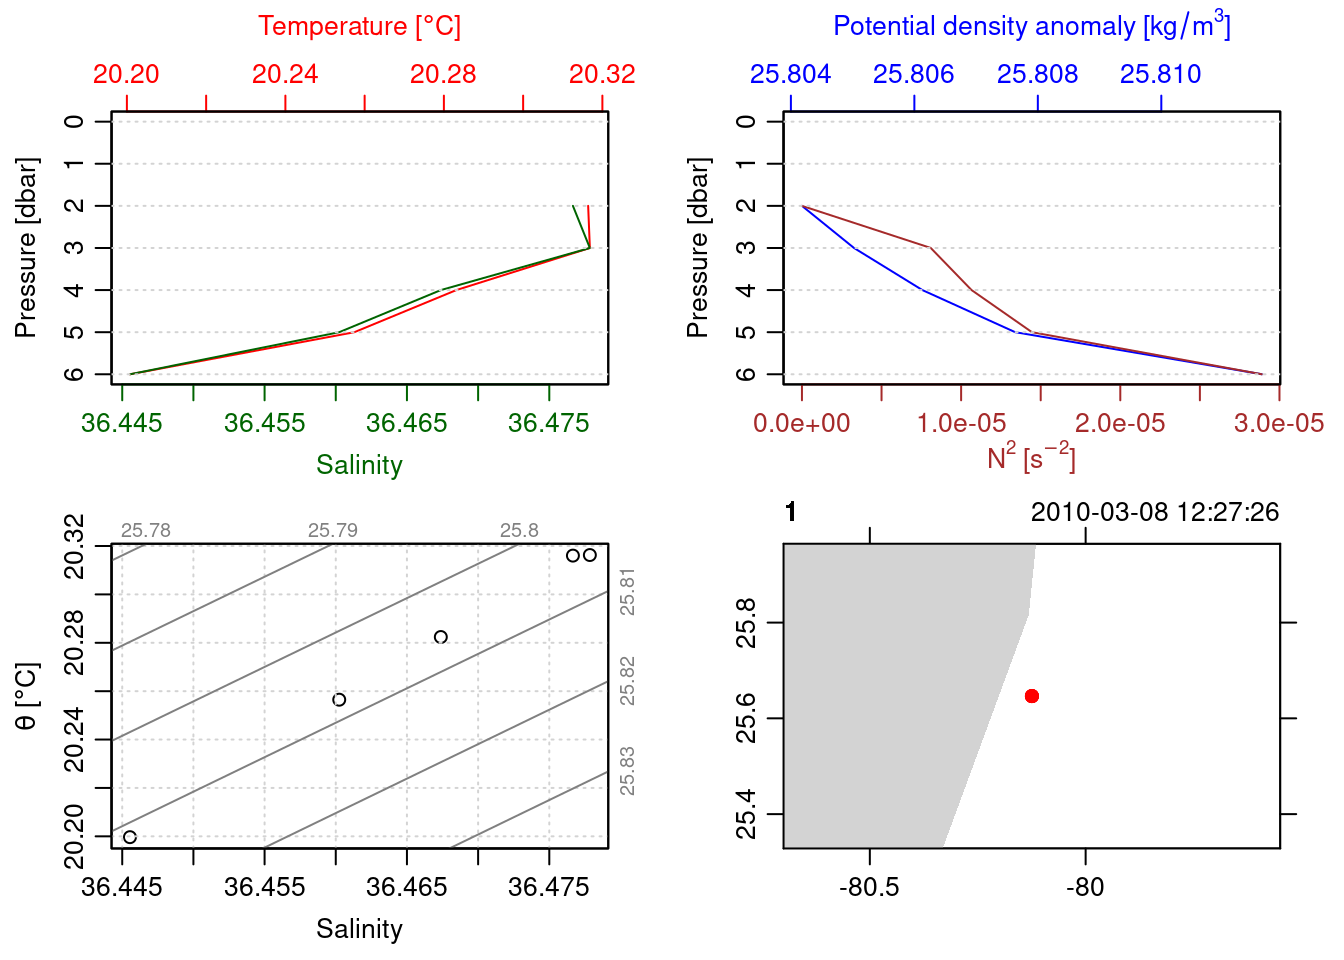 Temperature [°C]
20.20 20.24 20.28 20.32
Pressure [dbar]
0 1 2 3 4 5 6
36.445 36.455 36.465 36.475
Salinity
Potential density anomaly [kg/m³]
25.804 25.806 25.808 25.810
Pressure [dbar]
0 1 2 3 4 5 6
0.0e+00 1.0e-05 2.0e-05 3.0e-05
N² [s⁻²]
25.78 25.79 25.8
25.81
25.82
25.83
θ [°C]
20.20 20.24 20.28 20.32
36.445 36.455 36.465 36.475
Salinity
1 2010-03-08 12:27:26
25.4 25.6 25.8
-80.5 -80